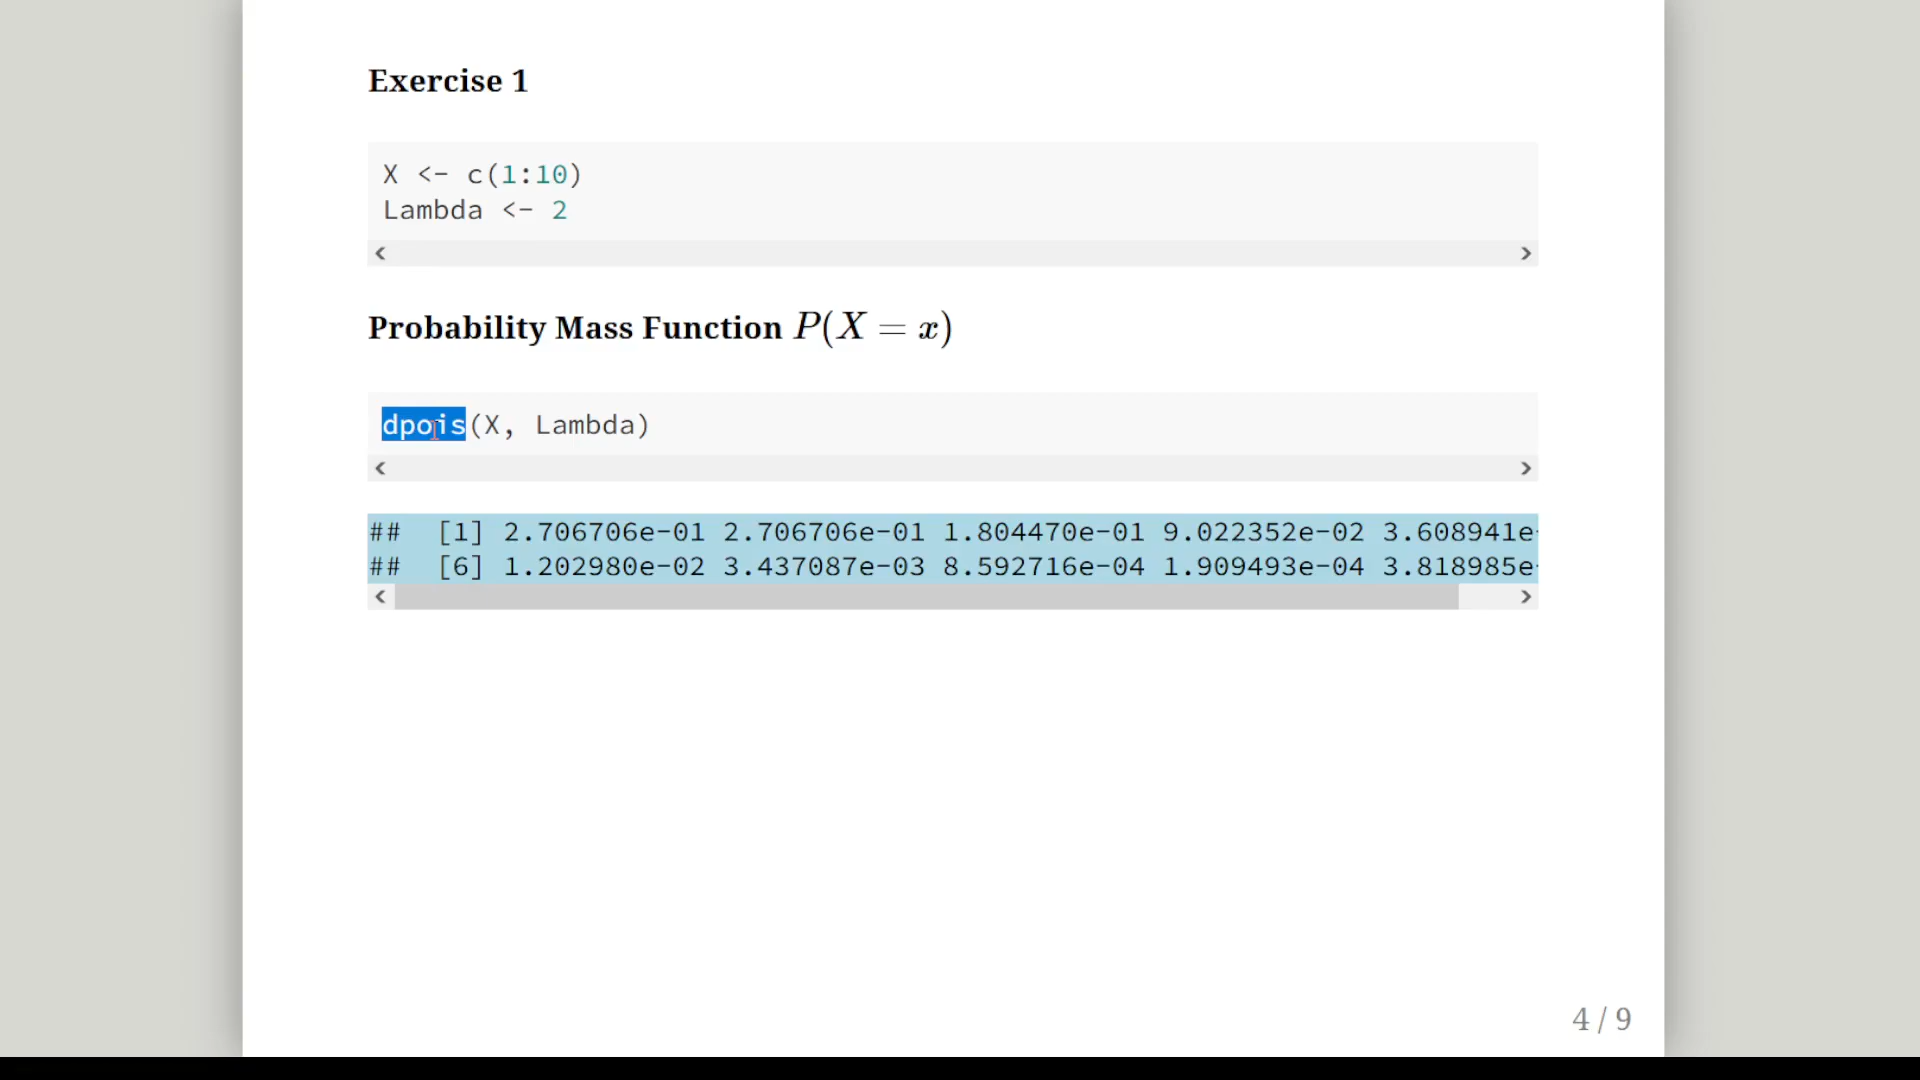 Exercise 1
X <- c(1:10)
Lambda <- 2
Probability Mass Function P(X = x)
dpois(X, Lambda)
##  [1] 2.706706e-01 2.706706e-01 1.804470e-01 9.022352e-02 3.608941e-
##  [6] 1.202980e-02 3.437087e-03 8.592716e-04 1.909493e-04 3.818985e-
4 / 9